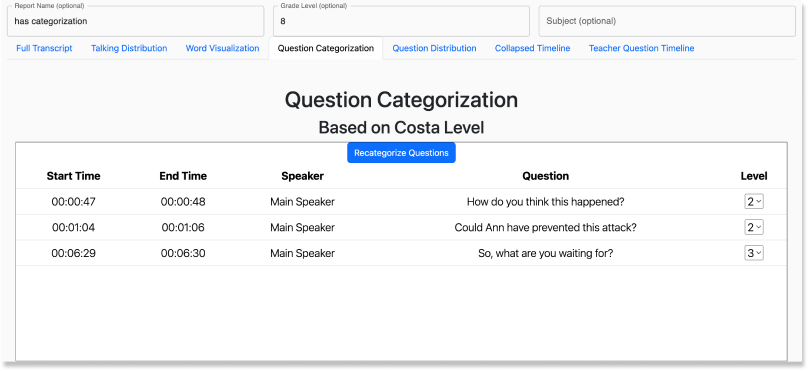 Report Name (optional) Grade Level (optional)
has categorization 8 Subject (optional)
Full Transcript Talking Distribution Word Visualization Question Categorization Question Distribution Collapsed Timeline Teacher Question Timeline
Question Categorization
Based on Costa Level
Recategorize Questions
Start Time End Time Speaker Question Level
00:00:47 00:00:48 Main Speaker How do you think this happened? 2
00:01:04 00:01:06 Main Speaker Could Ann have prevented this attack? 2
00:06:29 00:06:30 Main Speaker So, what are you waiting for? 3